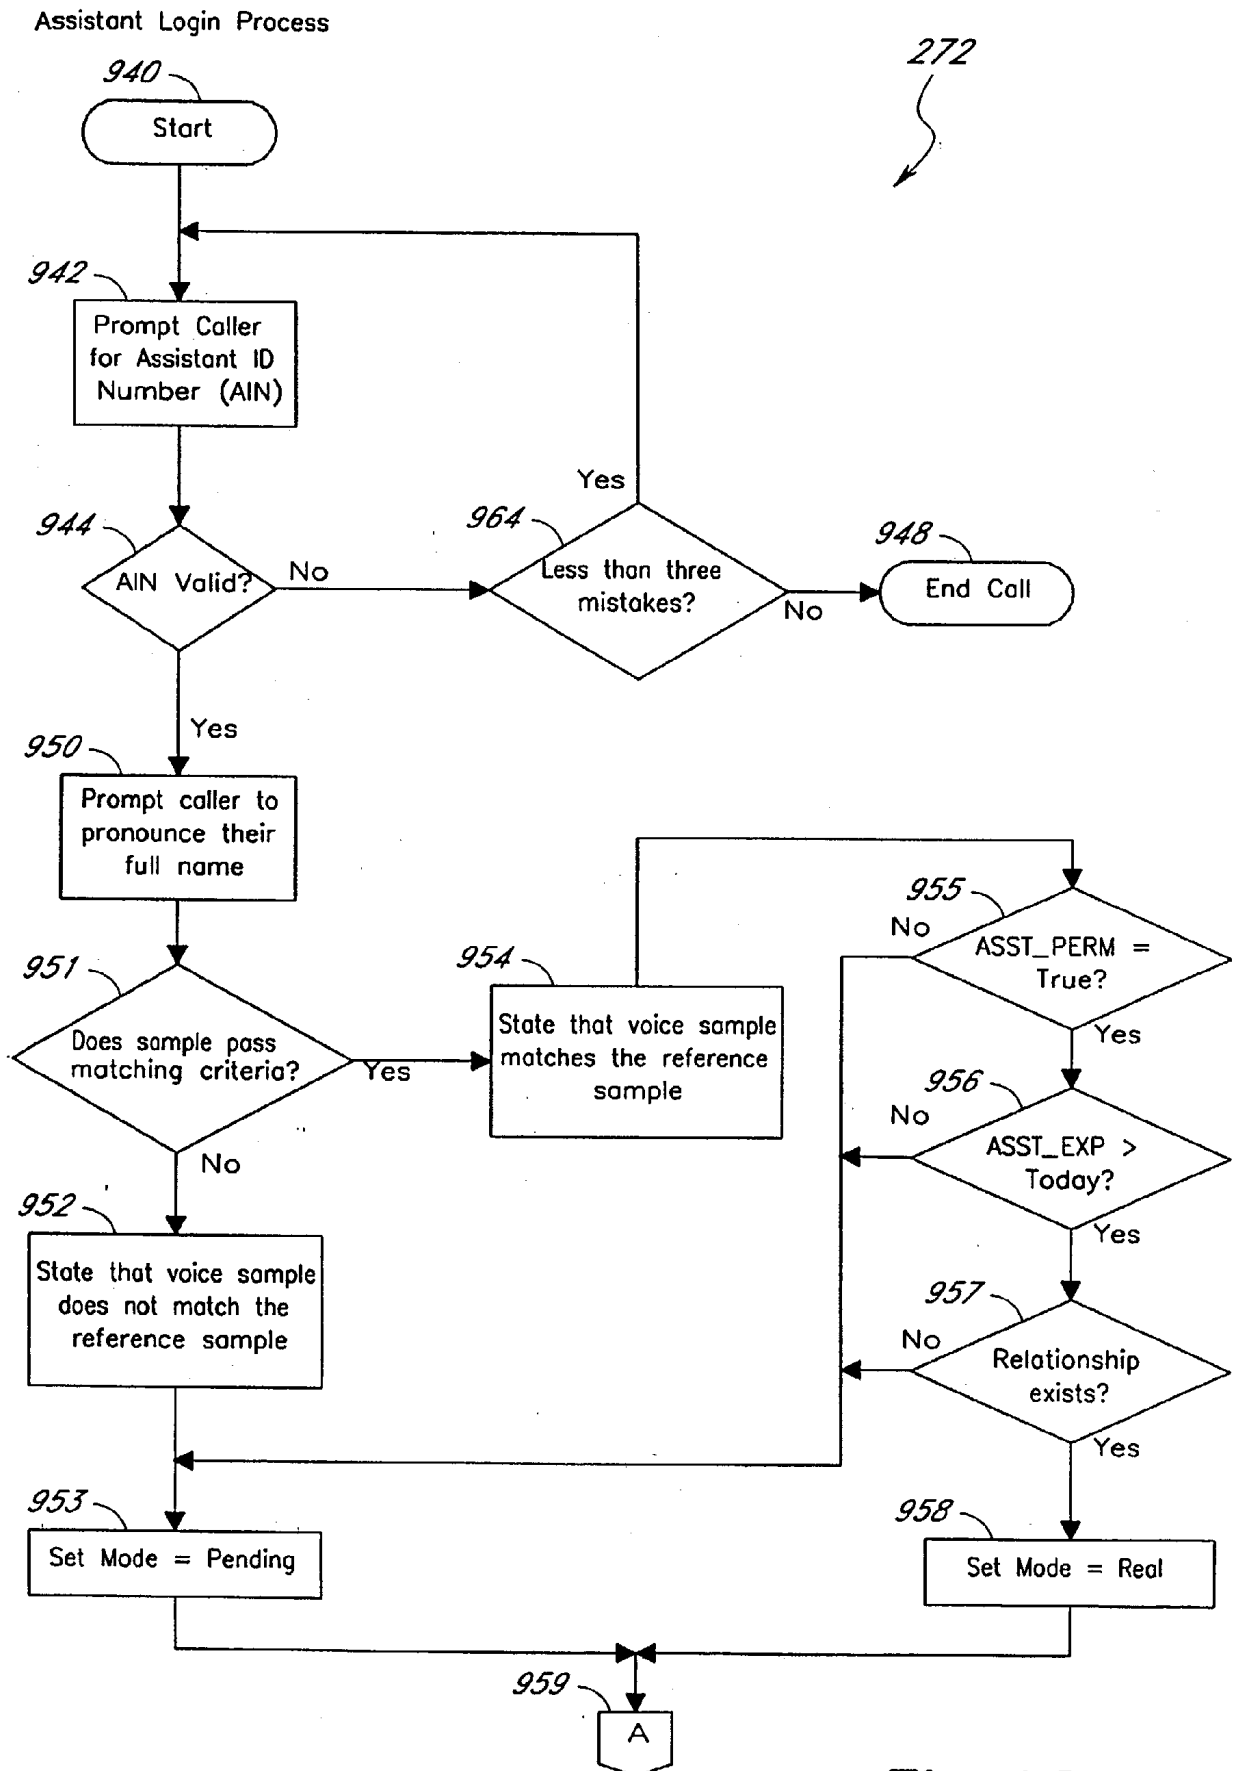 Assistant Login Process
272
940
Start
942
Prompt Caller
for Assistant ID
Number (AIN)
944
AIN Valid?
No
Yes
964
Less than three
mistakes?
Yes
No
948
End Call
950
Prompt caller to
pronounce their
full name
951
Does sample pass
matching criteria?
Yes
No
954
State that voice sample
matches the reference
sample
955
ASST_PERM =
True?
No
Yes
956
ASST_EXP >
Today?
No
Yes
957
Relationship
exists?
No
Yes
952
State that voice sample
does not match the
reference sample
953
Set Mode = Pending
958
Set Mode = Real
959
A